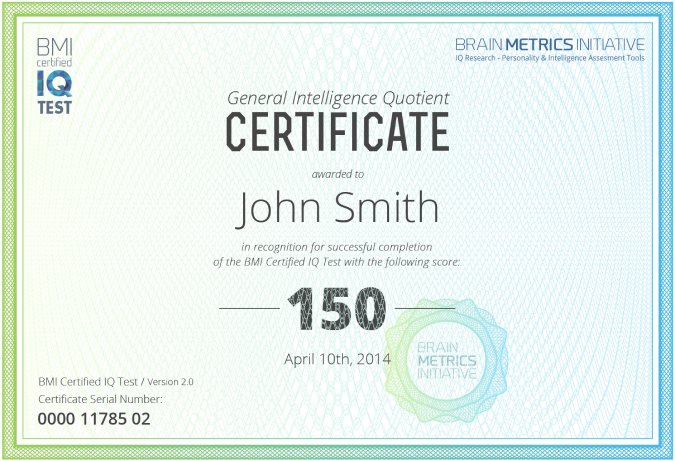 BMI
certified
IQ
TEST
BRAIN METRICS INITIATIVE
IQ Research - Personality & Intelligence Assesment Tools
General Intelligence Quotient
CERTIFICATE
awarded to
John Smith
in recognition for successful completion
of the BMI Certified IQ Test with the following score:
150
April 10th, 2014
BRAIN
METRICS
INITIATIVE
BMI Certified IQ Test / Version 2.0
Certificate Serial Number:
0000 11785 02